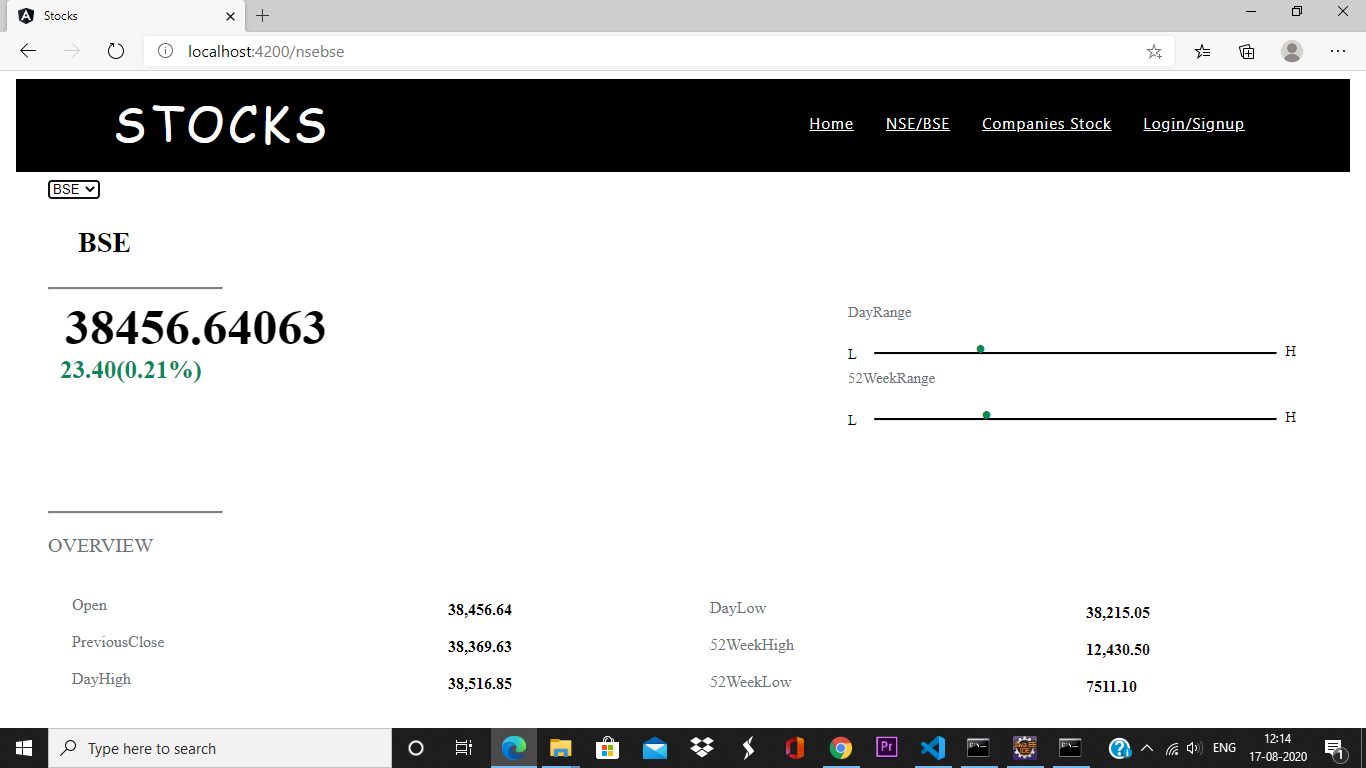 Stocks
localhost:4200/nsebse
STOCKS
Home NSE/BSE Companies Stock Login/Signup
BSE
BSE
38456.64063
23.40(0.21%)
DayRange
L H
52WeekRange
L H
OVERVIEW
Open 38,456.64 DayLow 38,215.05
PreviousClose 38,369.63 52WeekHigh 12,430.50
DayHigh 38,516.85 52WeekLow 7511.10
Type here to search
Pr
ENG
12:14
17-08-2020
1